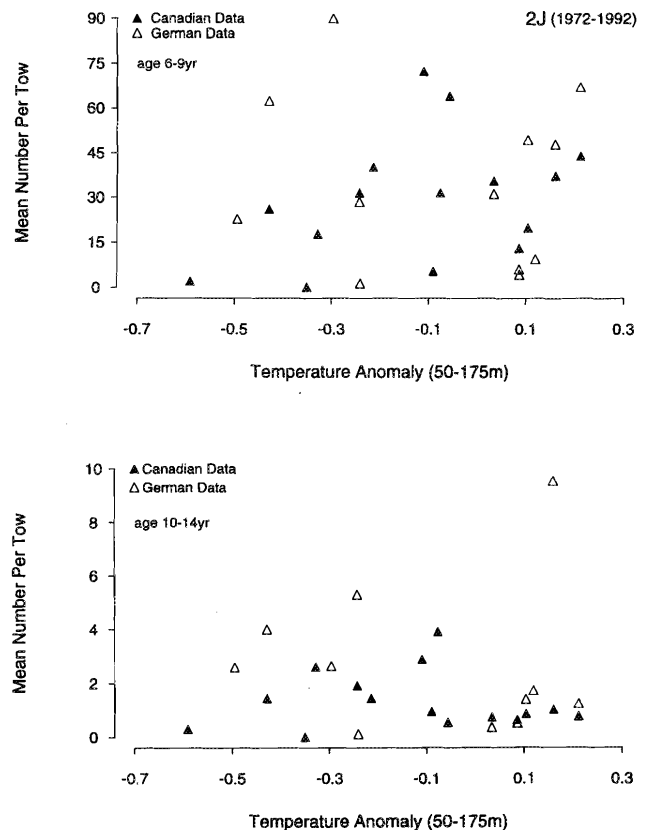 2J (1972-1992)
▲ Canadian Data
△ German Data
age 6-9yr
Mean Number Per Tow
90
75
60
45
30
15
0
-0.7 -0.5 -0.3 -0.1 0.1 0.3
Temperature Anomaly (50-175m)
▲ Canadian Data
△ German Data
age 10-14yr
Mean Number Per Tow
10
8
6
4
2
0
-0.7 -0.5 -0.3 -0.1 0.1 0.3
Temperature Anomaly (50-175m)